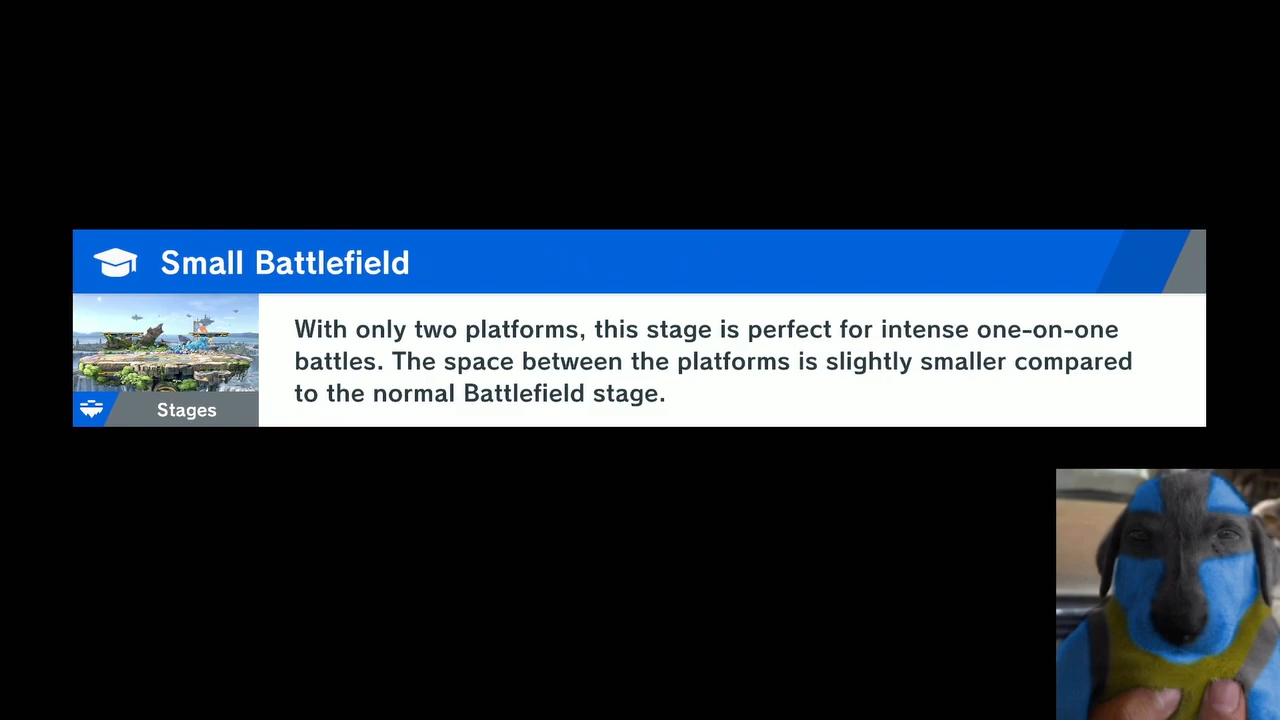 Small Battlefield
With only two platforms, this stage is perfect for intense one-on-one
battles. The space between the platforms is slightly smaller compared
to the normal Battlefield stage.
Stages